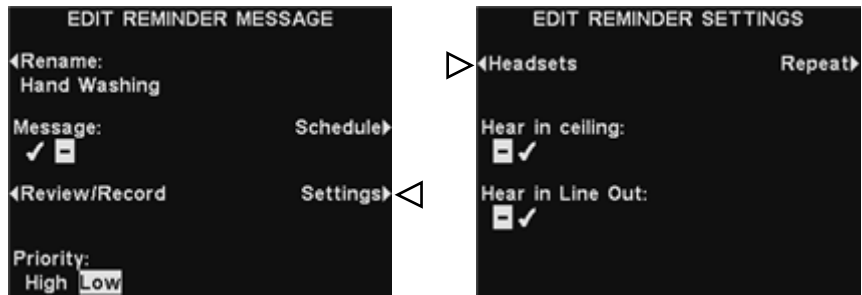 EDIT REMINDER MESSAGE
Rename:
Hand Washing
Message: Schedule
✓ -
Review/Record Settings
Priority:
High Low
EDIT REMINDER SETTINGS
Headsets Repeat
Hear in ceiling:
- ✓
Hear in Line Out:
- ✓